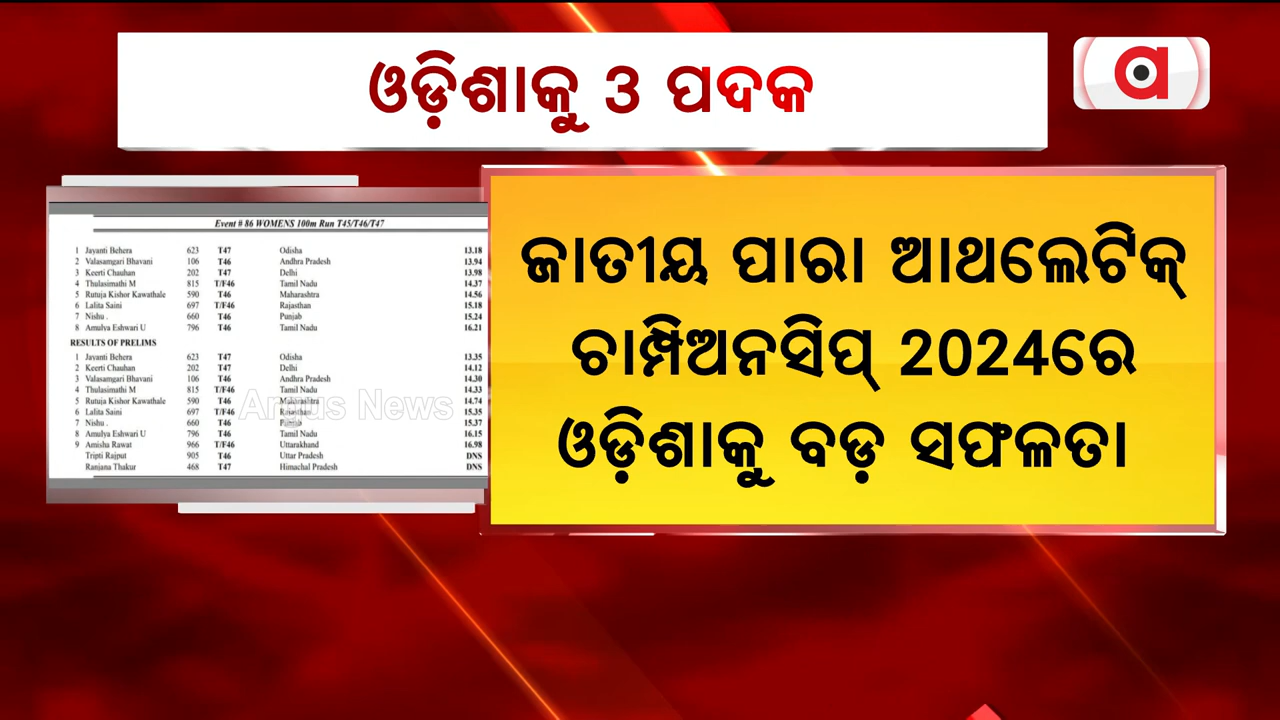 ଓଡ଼ିଶାକୁ 3 ପଦକ
a
Event # 86 WOMENS 100m Run T45/T46/T47
1 Jayanti Behera 623 T47 Odisha 13.18
2 Valasamgari Bhavani 106 T46 Andhra Pradesh 13.94
3 Keerti Chauhan 202 T47 Delhi 13.98
4 Thulasimathi M 815 T/F46 Tamil Nadu 14.37
5 Rutuja Kishor Kawathale 590 T46 Maharashtra 14.56
6 Lalita Saini 697 T/F46 Rajasthan 15.18
7 Nishu . 660 T46 Punjab 15.24
8 Amulya Eshwari U 796 T46 Tamil Nadu 16.21
RESULTS OF PRELIMS
1 Jayanti Behera 623 T47 Odisha 13.35
2 Keerti Chauhan 202 T47 Delhi 14.12
3 Valasamgari Bhavani 106 T46 Andhra Pradesh 14.30
4 Thulasimathi M 815 T/F46 Tamil Nadu 14.33
5 Rutuja Kishor Kawathale 590 T46 Maharashtra 14.74
6 Lalita Saini 697 T/F46 Rajasthan 15.35
7 Nishu . 660 T46 Punjab 15.37
8 Amulya Eshwari U 796 T/F46 Tamil Nadu 16.15
9 Amisha Rawat 966 T/F46 Uttarakhand 16.98
Tripti Rajput 905 T46 Uttar Pradesh DNS
Ranjana Thakur 468 T47 Himachal Pradesh DNS
Argus News
ଜାତୀୟ ପାରା ଆଥଲେଟିକ୍
ଚାମ୍ପିଅନସିପ୍ 2024ରେ
ଓଡ଼ିଶାକୁ ବଡ଼ ସଫଳତା